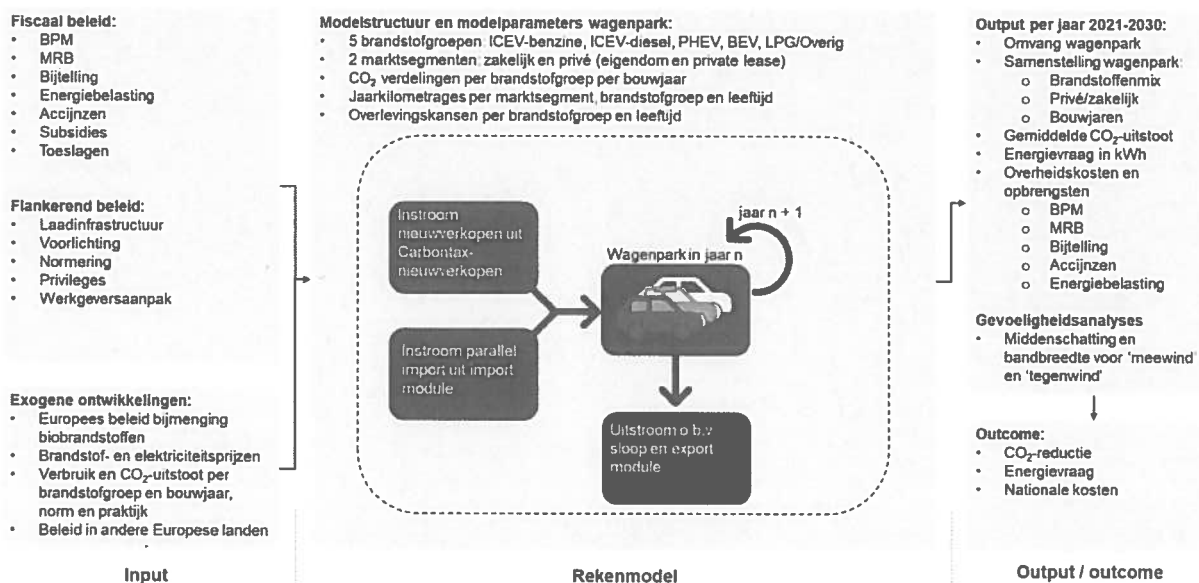 Fiscaal beleid:
• BPM
• MRB
• Bijtelling
• Energiebelasting
• Accijnzen
• Subsidies
• Toeslagen
Flankerend beleid:
• Laadinfrastructuur
• Voorlichting
• Normering
• Privileges
• Werkgeversaanpak
Exogene ontwikkelingen:
• Europees beleid bijmenging
biobrandstoffen
• Brandstof- en elektriciteitsprijzen
• Verbruik en CO₂-uitstoot per
brandstofgroep en bouwjaar,
norm en praktijk
• Beleid in andere Europese landen
Input
Modelstructuur en modelparameters wagenpark:
• 5 brandstofgroepen: ICEV-benzine, ICEV-diesel, PHEV, BEV, LPG/Overig
• 2 marktsegmenten: zakelijk en privé (eigendom en private lease)
• CO₂ verdelingen per brandstofgroep per bouwjaar
• Jaarkilometrages per marktsegment, brandstofgroep en leeftijd
• Overlevingskansen per brandstofgroep en leeftijd
Instroom
nieuwverkopen uit
Carbontax-
nieuwverkopen
Instroom parallel
import uit import
module
jaar n + 1
Wagenpark in jaar n
Uitstroom o.b.v
sloop en export
module
Rekenmodel
Output per jaar 2021-2030:
• Omvang wagenpark
• Samenstelling wagenpark:
o Brandstoffenmix
o Privé/zakelijk
o Bouwjaren
• Gemiddelde CO₂-uitstoot
• Energievraag in kWh
• Overheidskosten en
opbrengsten
o BPM
o MRB
o Bijtelling
o Accijnzen
o Energiebelasting
Gevoeligheidsanalyses
• Middenschatting en
bandbreedte voor 'meewind'
en 'tegenwind'
Outcome:
• CO₂-reductie
• Energievraag
• Nationale kosten
Output / outcome